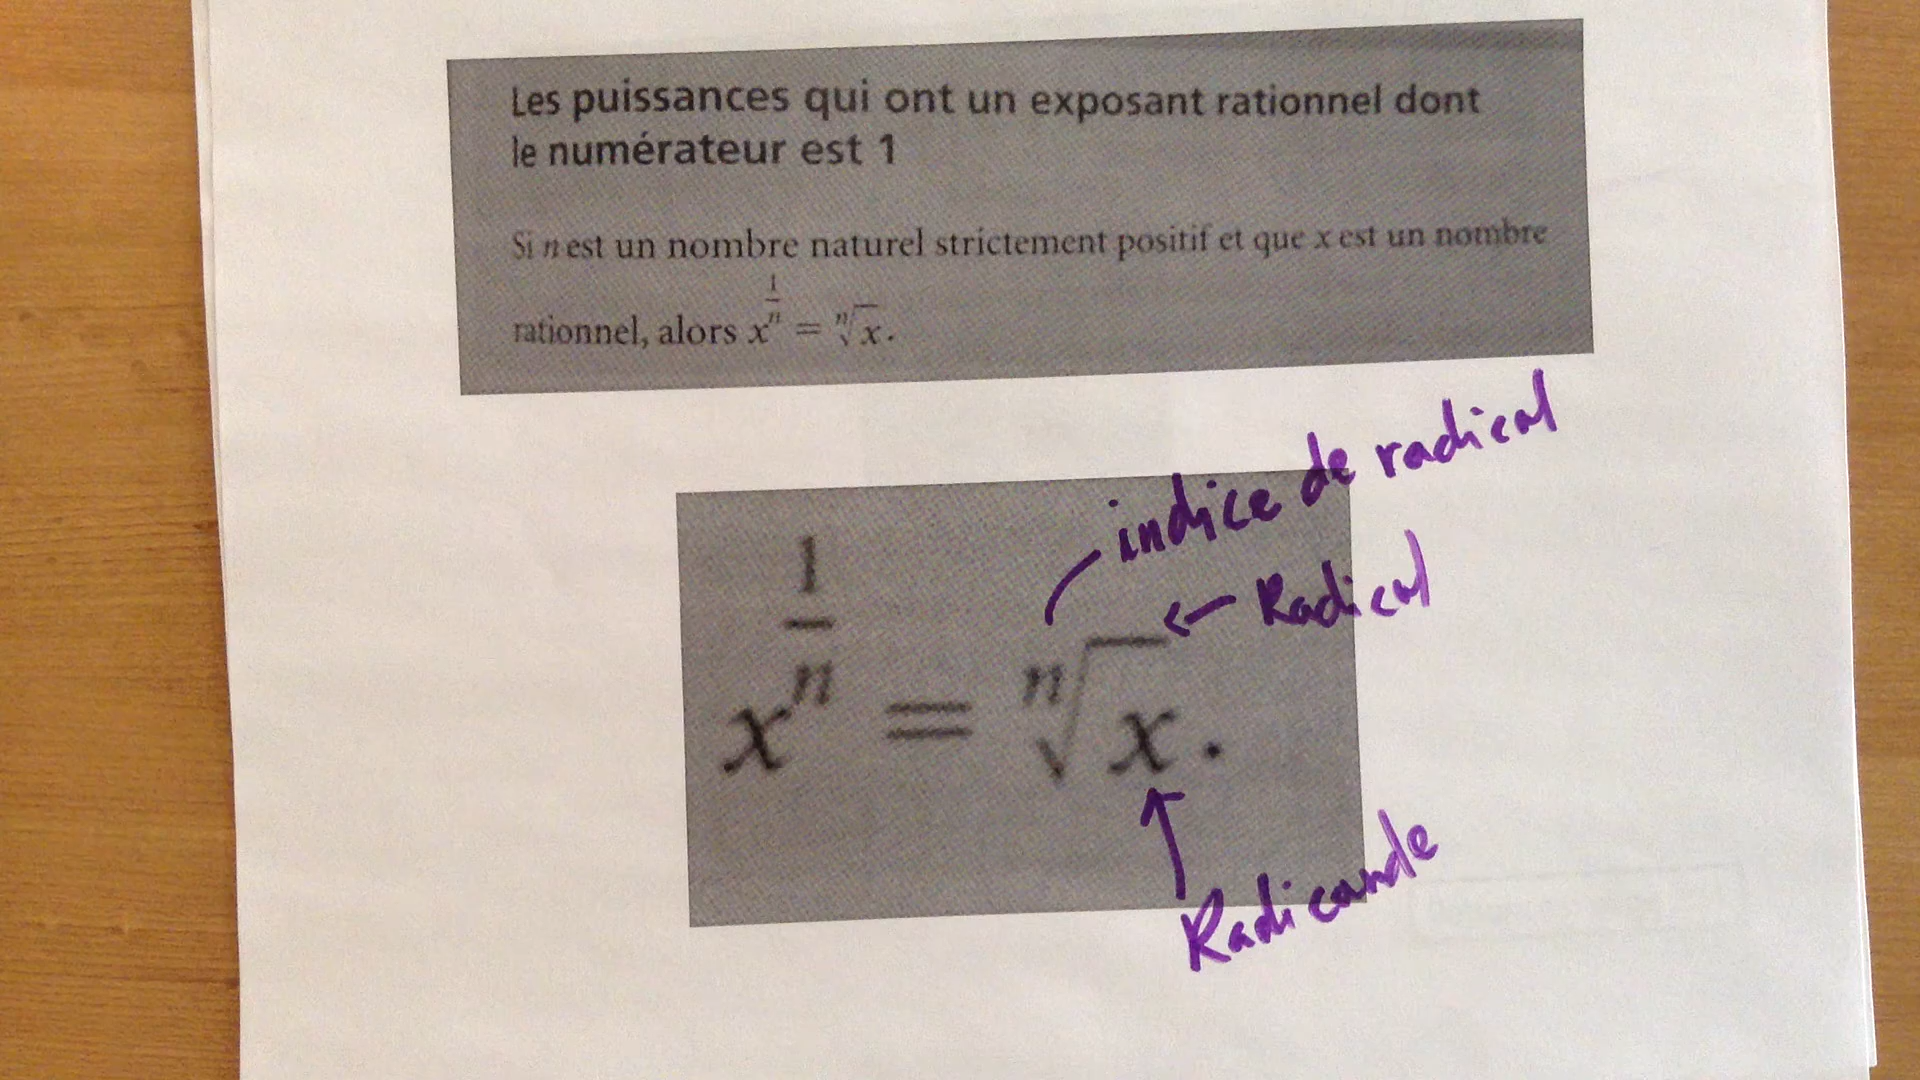 Les puissances qui ont un exposant rationnel dont
le numérateur est 1
Si n est un nombre naturel strictement positif et que x est un nombre
rationnel, alors x^(1/n) = ⁿ√x.
indice de radical
Radical
x^(1/n) = ⁿ√x.
Radicande